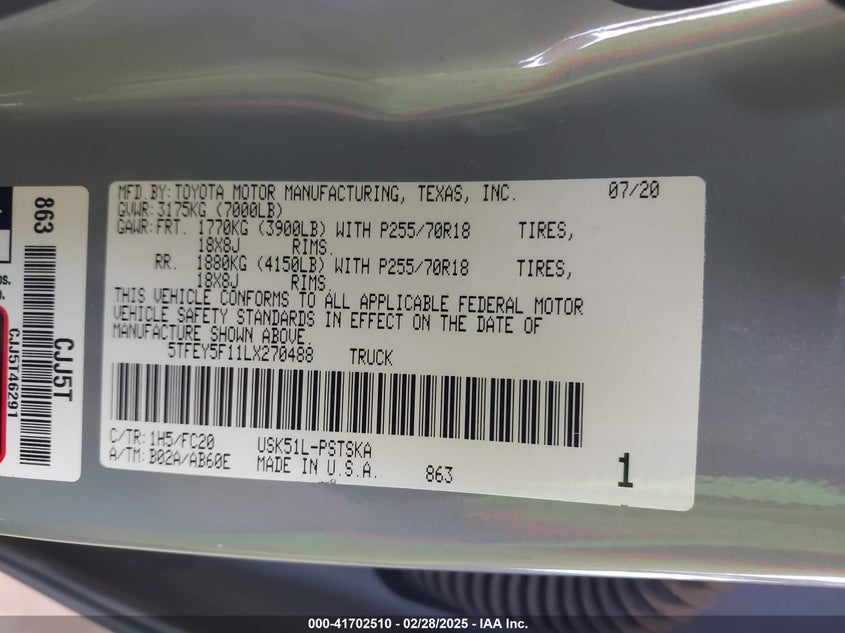 863
CJJ5T
CJJ5T46291
MFD.BY:TOYOTA MOTOR MANUFACTURING, TEXAS, INC. 07/20
GVWR:3175KG (7000LB)
GAWR:FRT. 1770KG (3900LB) WITH P255/70R18 TIRES,
18X8J RIMS.
RR. 1880KG (4150LB) WITH P255/70R18 TIRES,
18X8J RIMS.
THIS VEHICLE CONFORMS TO ALL APPLICABLE FEDERAL MOTOR
VEHICLE SAFETY STANDARDS IN EFFECT ON THE DATE OF
MANUFACTURE SHOWN ABOVE.
5TFEY5F11LX270488 TRUCK
C/TR:1H5/FC20 USK51L-PSTSKA
A/TM:B02A/AB60E MADE IN U.S.A. 863 1
000-41702510 - 02/28/2025 - IAA Inc.